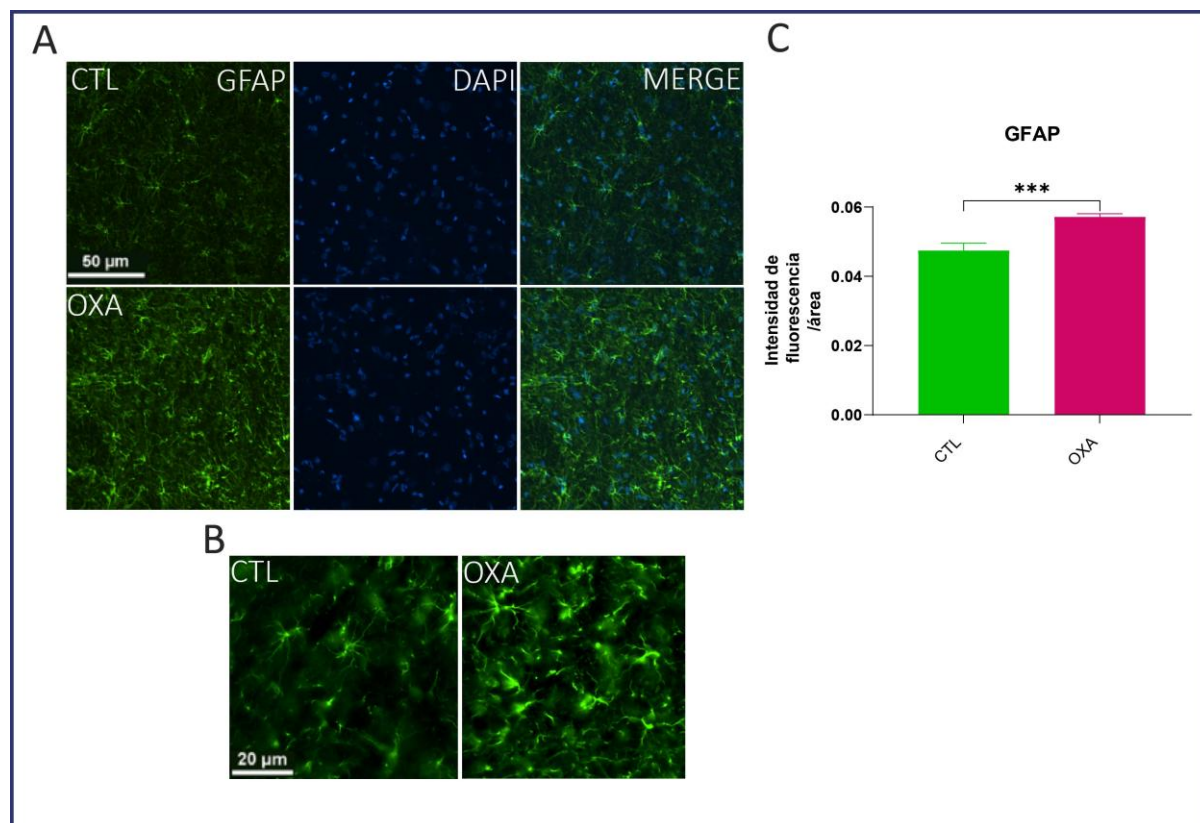 A
CTL
GFAP
DAPI
MERGE
50 µm
OXA
B
CTL
OXA
20 µm
C
GFAP
***
0.06
0.04
0.02
0.00
Intensidad de
fluorescencia
/área
CTL
OXA